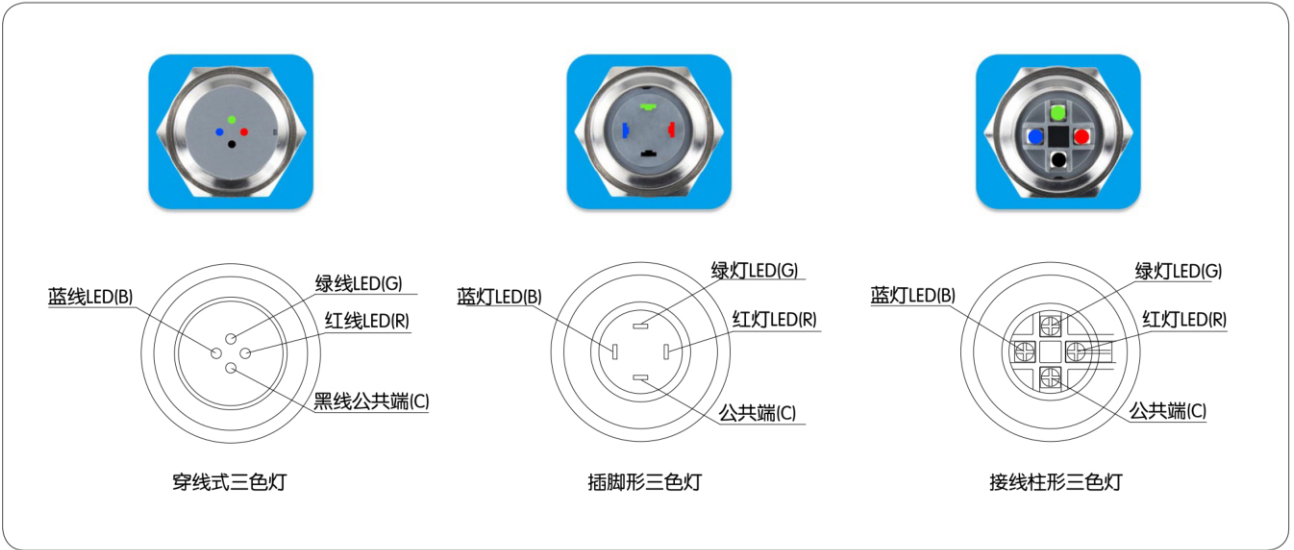 绿线LED(G)
蓝线LED(B)
红线LED(R)
黑线公共端(C)
穿线式三色灯
绿灯LED(G)
蓝灯LED(B)
红灯LED(R)
公共端(C)
插脚形三色灯
绿灯LED(G)
蓝灯LED(B)
红灯LED(R)
公共端(C)
接线柱形三色灯